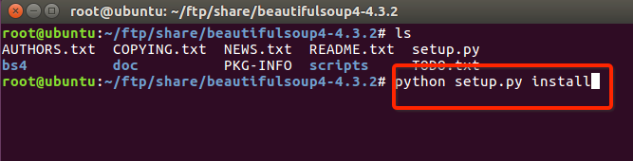 root@ubuntu: ~/ftp/share/beautifulsoup4-4.3.2
root@ubuntu:~/ftp/share/beautifulsoup4-4.3.2# ls
AUTHORS.txt COPYING.txt NEWS.txt README.txt setup.py
bs4 doc PKG-INFO scripts TODO.txt
root@ubuntu:~/ftp/share/beautifulsoup4-4.3.2# python setup.py install